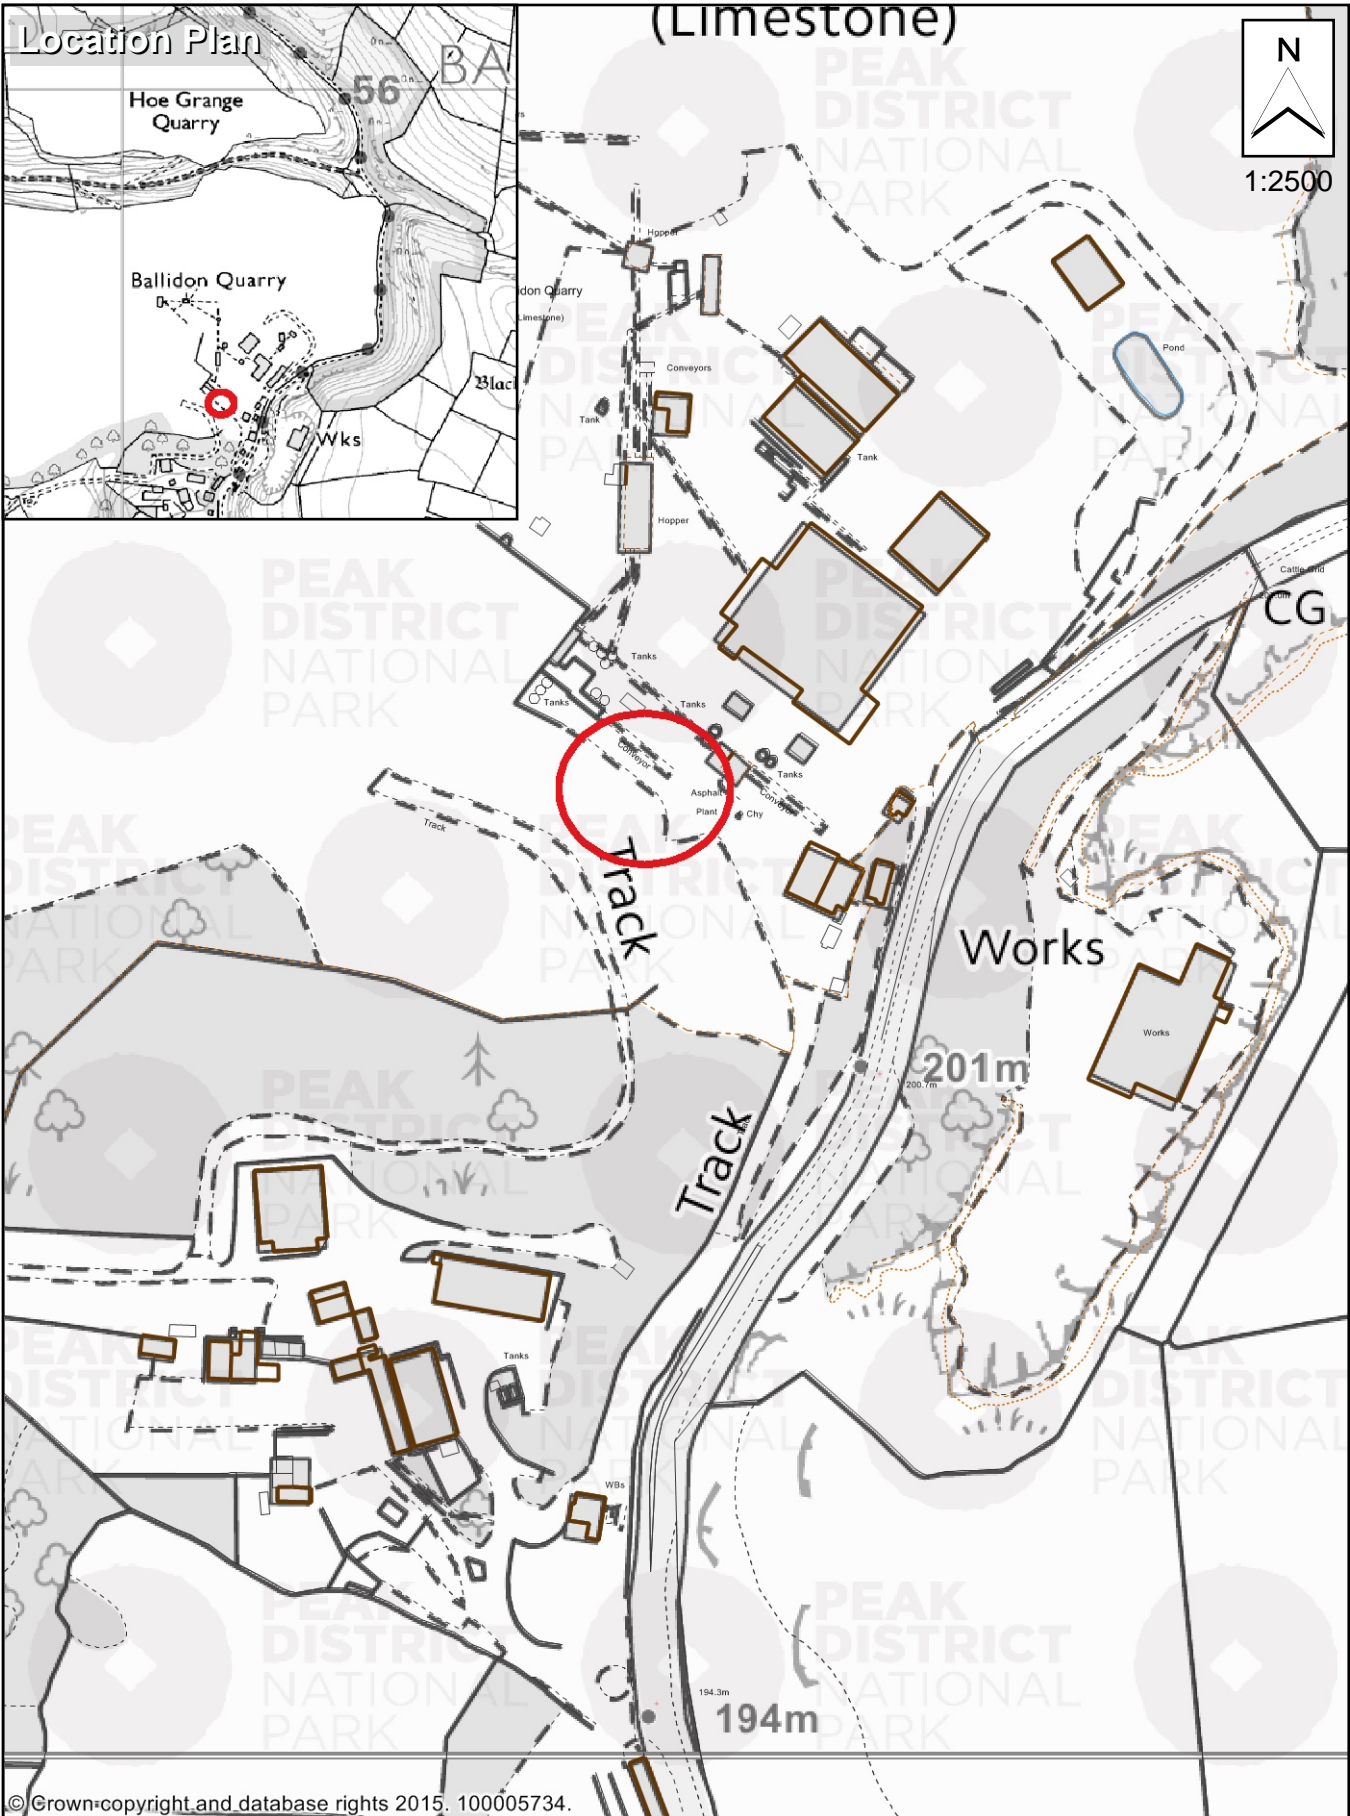 Location Plan
56
BA
Hoe Grange
Quarry
Ballidon Quarry
Blacl
Wks
(Limestone)
N
1:2500
PEAK
DISTRICT
NATIONAL
PARK
Hopper
idon Quarry
Limestone)
Conveyors
Tank
Tank
Pond
Hopper
Cattle Grid
CG
Tanks
Tanks
Tanks
Conveyor
Tanks
Asphalt
Plant
Conveyor
Chy
Track
Track
Works
Works
201m
200.7m
Track
Tanks
WBs
194.3m
194m
© Crown copyright and database rights 2015. 100005734.